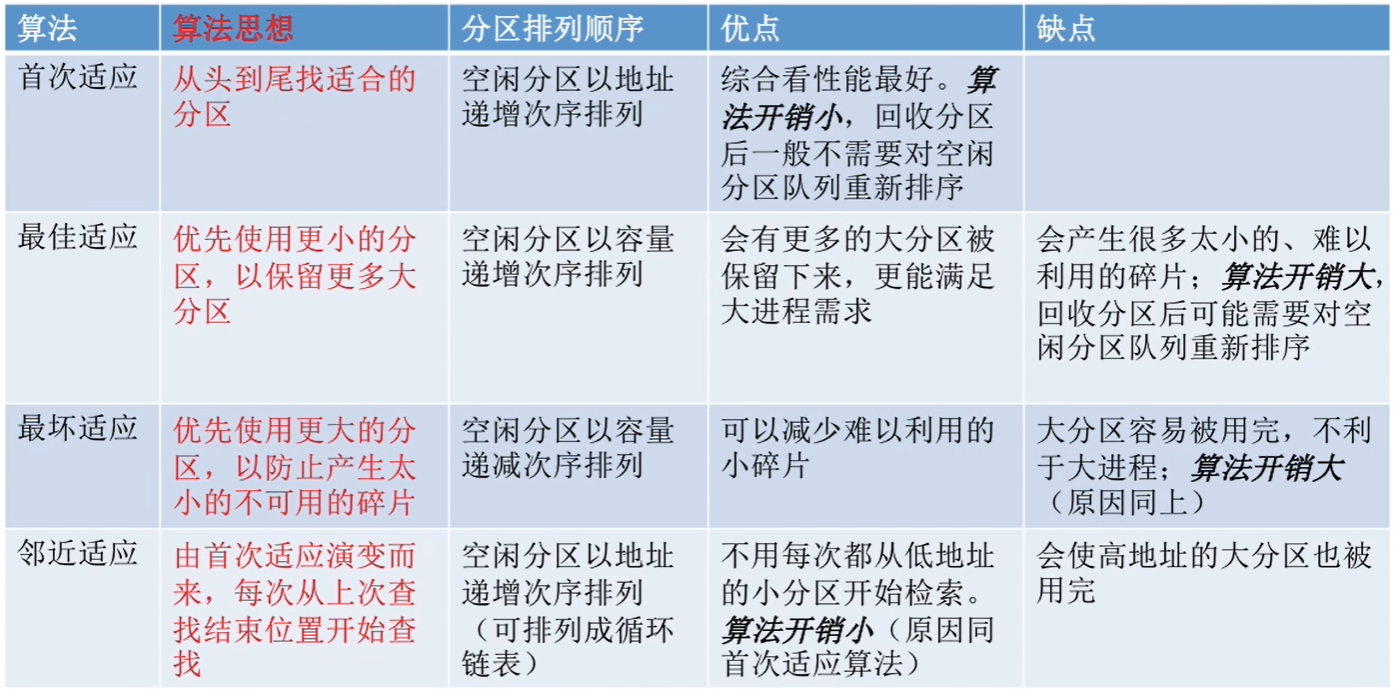 算法
算法思想
分区排列顺序
优点
缺点
首次适应
从头到尾找适合的
分区
空闲分区以地址
递增次序排列
综合看性能最好。算
法开销小，回收分区
后一般不需要对空闲
分区队列重新排序
最佳适应
优先使用更小的分
区，以保留更多大
分区
空闲分区以容量
递增次序排列
会有更多的大分区被
保留下来，更能满足
大进程需求
会产生很多太小的、难以
利用的碎片；算法开销大，
回收分区后可能需要对空
闲分区队列重新排序
最坏适应
优先使用更大的分
区，以防止产生太
小的不可用的碎片
空闲分区以容量
递减次序排列
可以减少难以利用的
小碎片
大分区容易被用完，不利
于大进程；算法开销大
（原因同上）
邻近适应
由首次适应演变而
来，每次从上次查
找结束位置开始查
找
空闲分区以地址
递增次序排列
（可排列成循环
链表）
不用每次都从低地址
的小分区开始检索。
算法开销小（原因同
首次适应算法）
会使高地址的大分区也被
用完